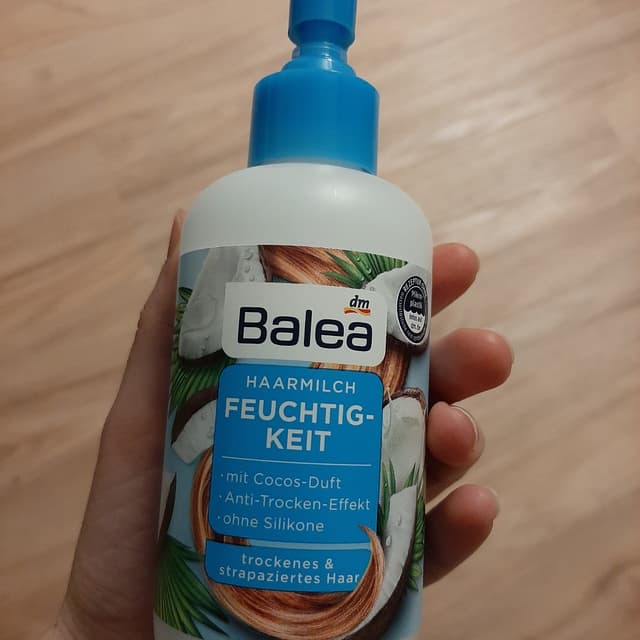 dm
Balea
HAARMILCH
FEUCHTIG-
KEIT
· mit Cocos-Duft
· Anti-Trocken-Effekt
· ohne Silikone
trockenes &
strapaziertes Haar